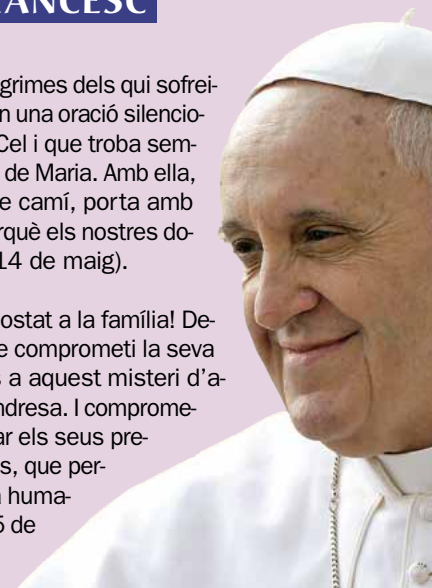 ANCESC
grimes dels qui sofrei-
n una oració silencio-
Cel i que troba sem-
de Maria. Amb ella,
e camí, porta amb
rquè els nostres do-
14 de maig).
ostat a la família! De-
e comprometi la seva
s a aquest misteri d'a-
ndresa. I comprome-
ar els seus pre-
s, que per-
huma-
5 de